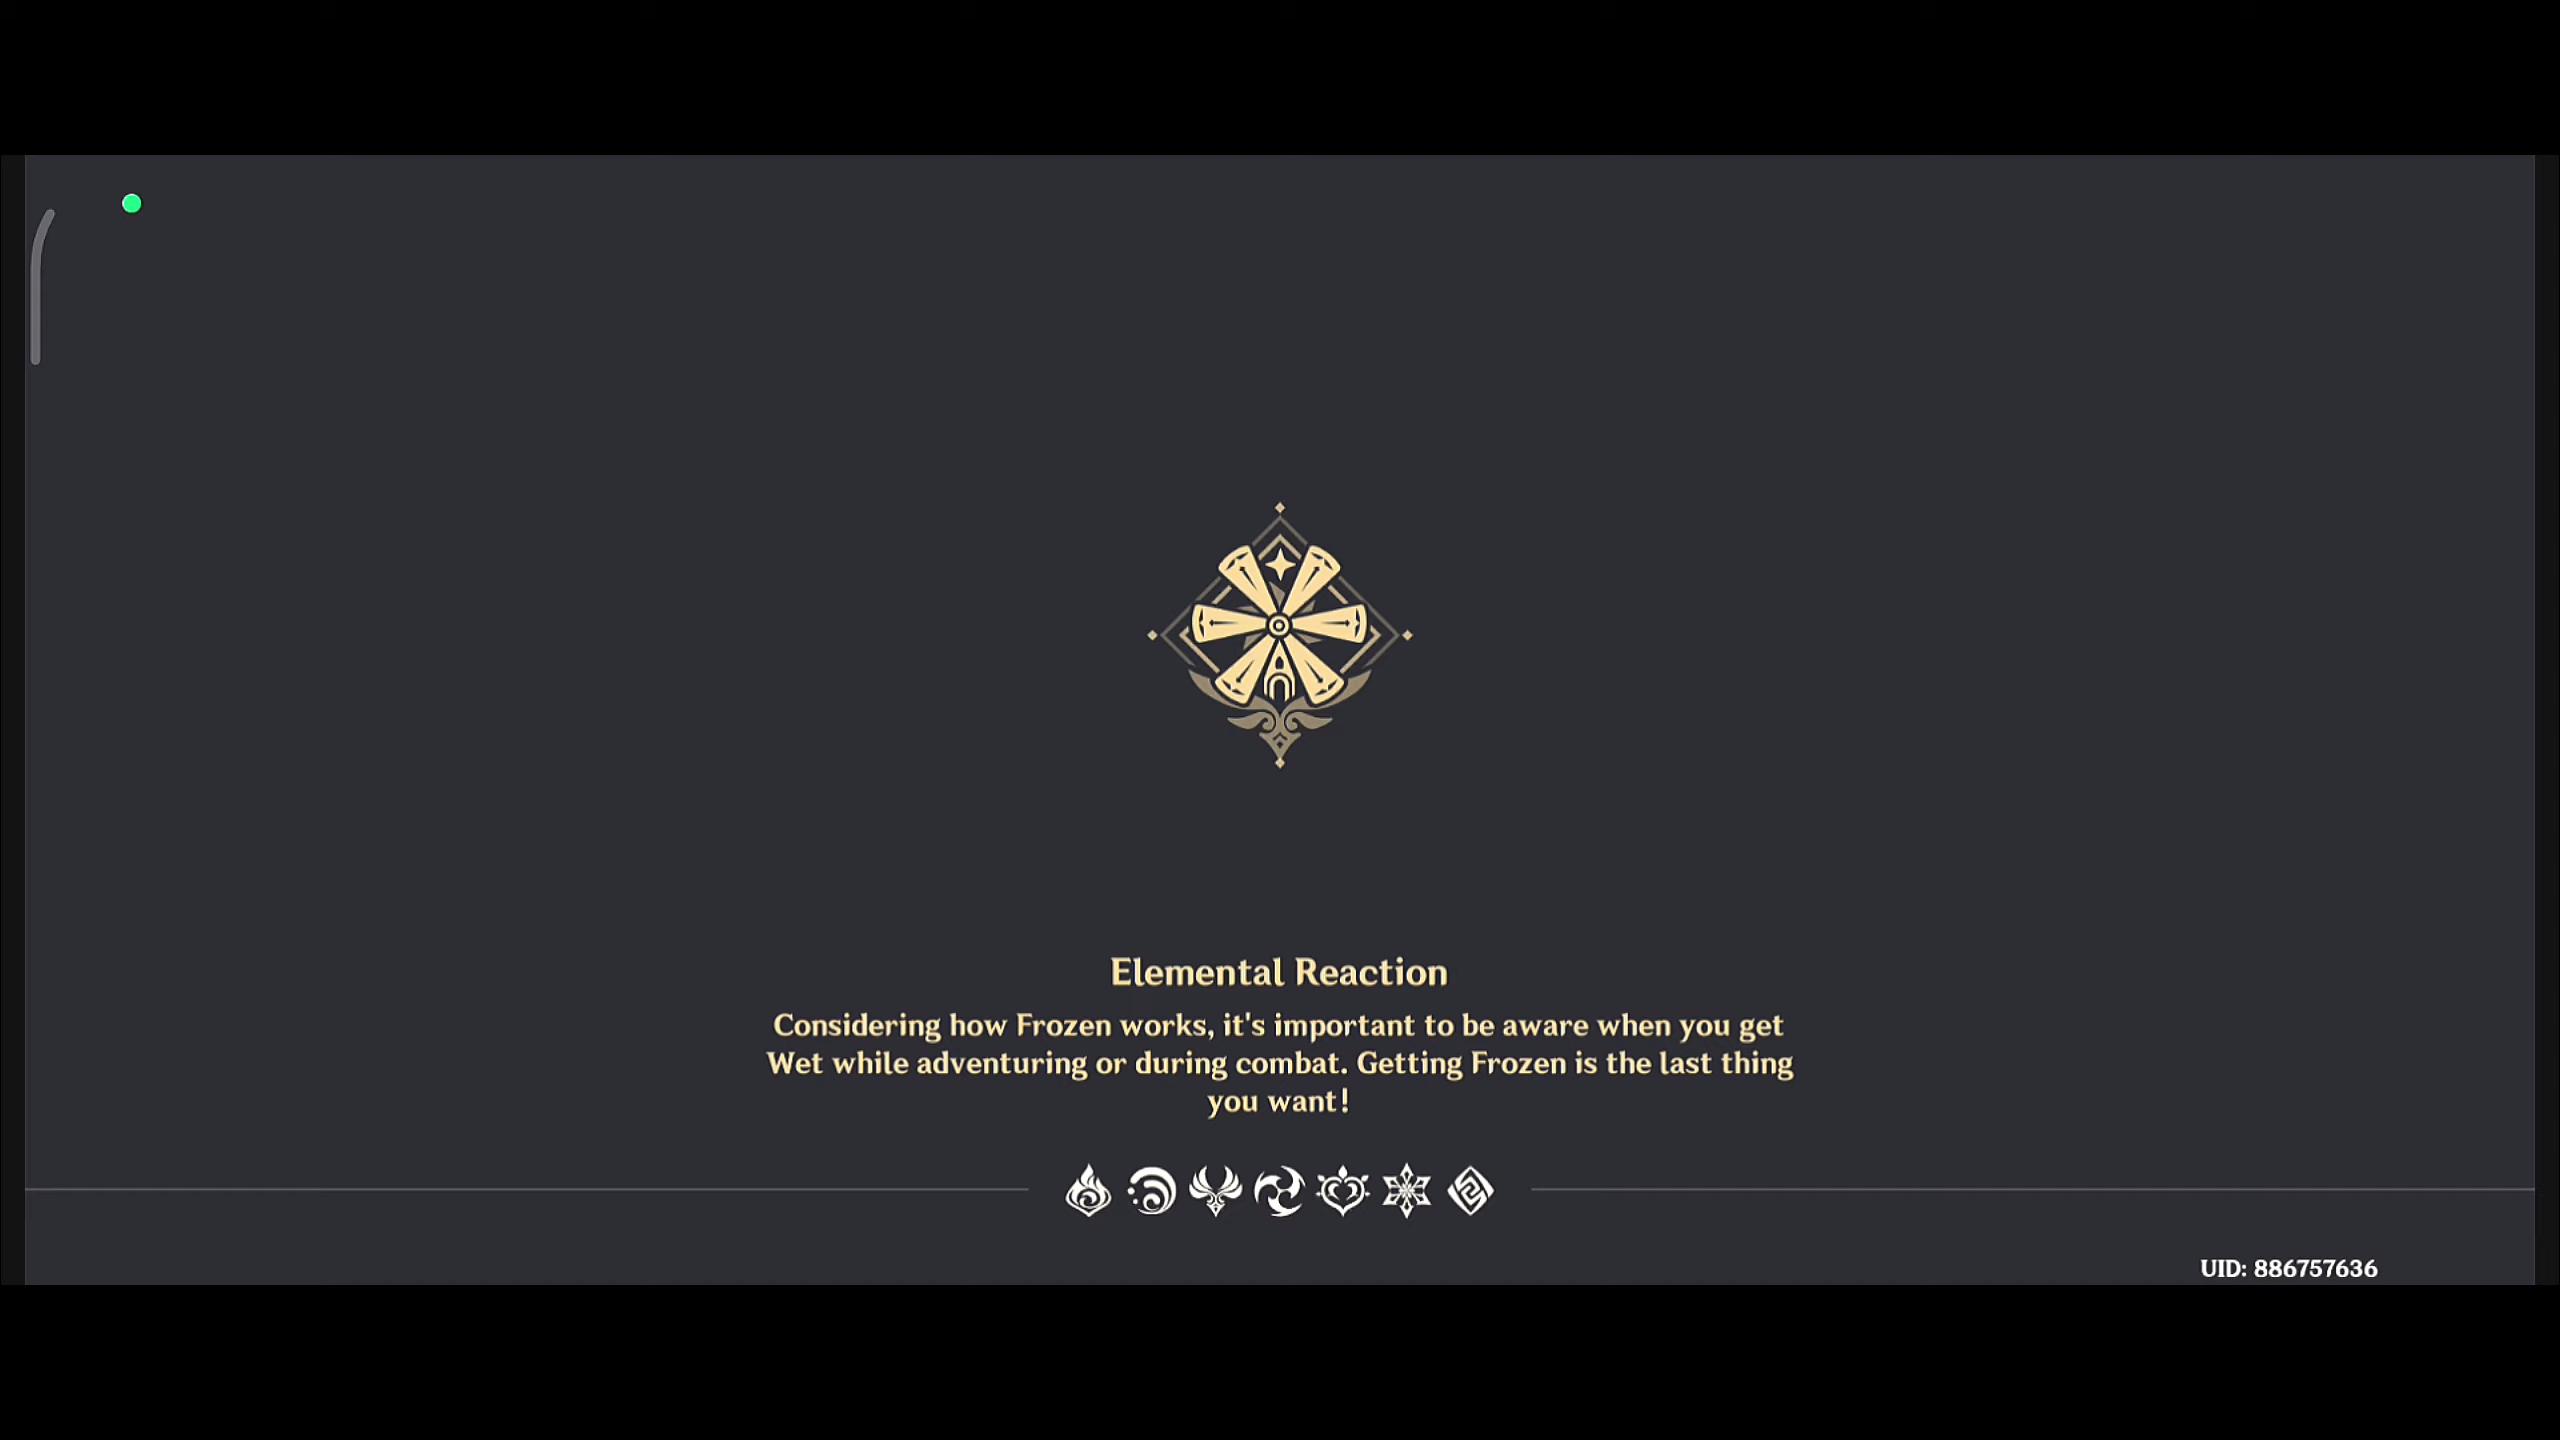 Elemental Reaction
Considering how Frozen works, it's important to be aware when you get
Wet while adventuring or during combat. Getting Frozen is the last thing
you want!
UID: 886757636